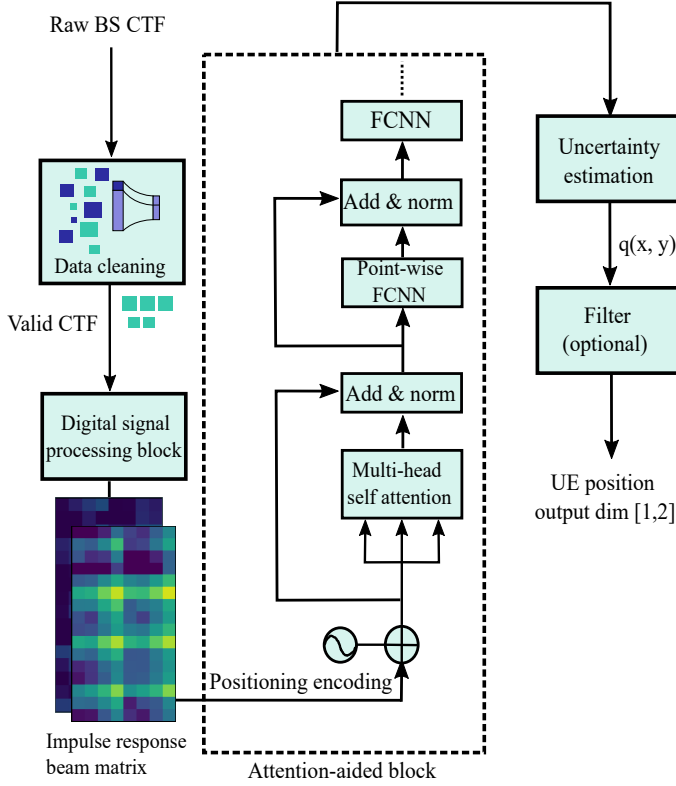 Raw BS CTF
Data cleaning
Valid CTF
Digital signal
processing block
Impulse response
beam matrix
Positioning encoding
Multi-head
self attention
Add & norm
Point-wise
FCNN
Add & norm
FCNN
Attention-aided block
Uncertainty
estimation
q(x, y)
Filter
(optional)
UE position
output dim [1,2]